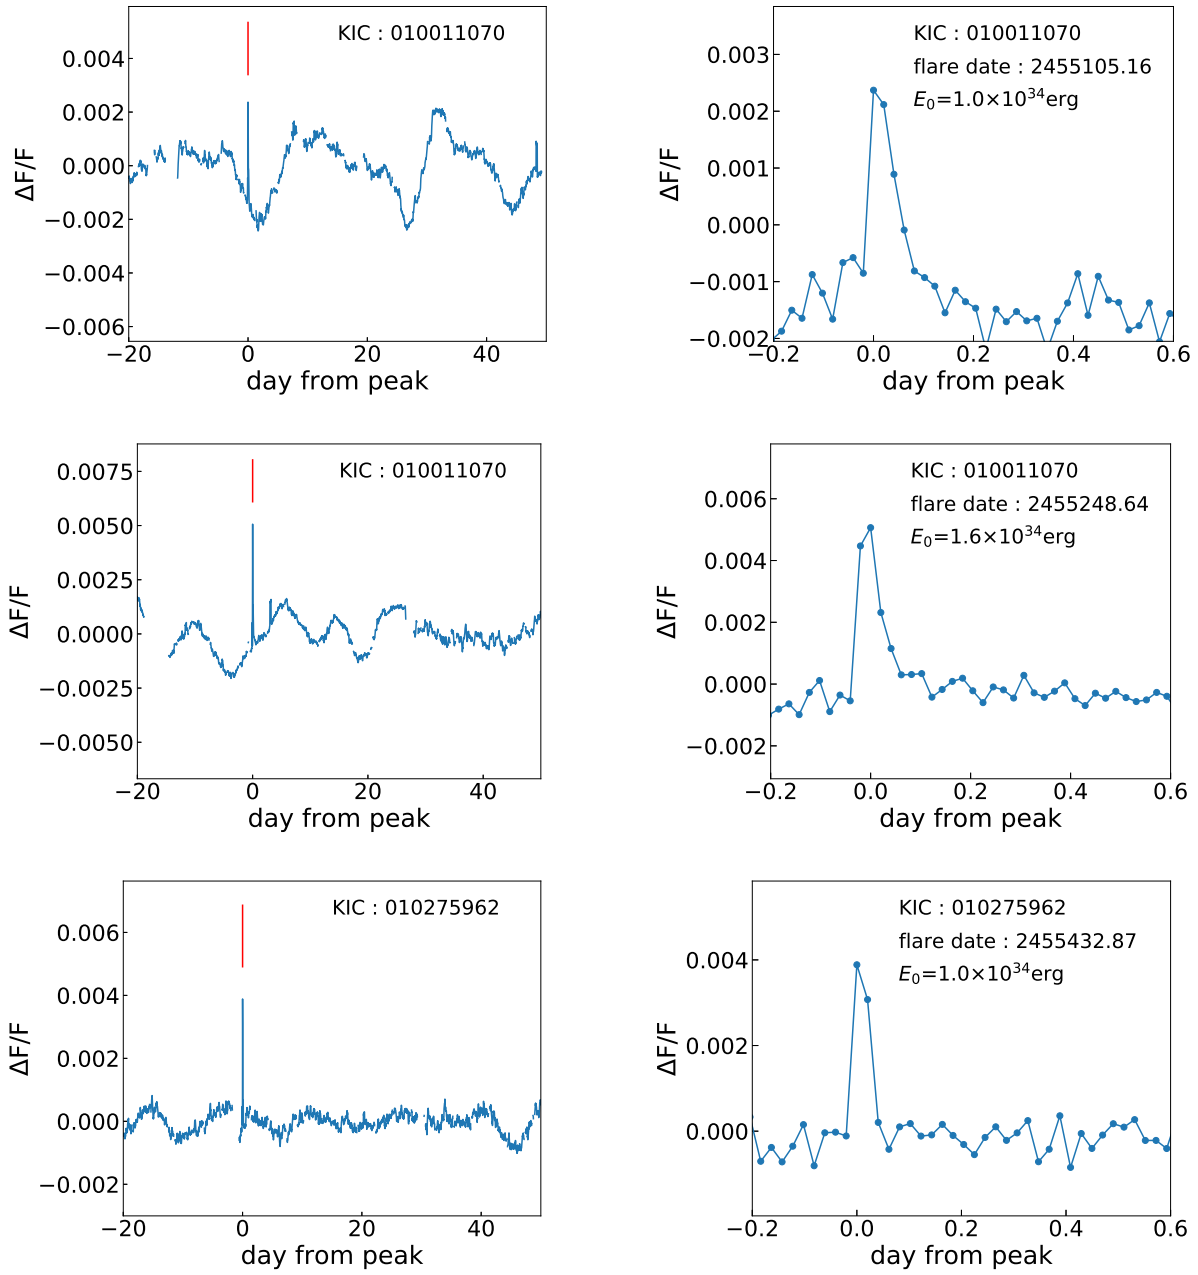 KIC : 010011070
0.004
0.002
0.000
−0.002
−0.004
−0.006
ΔF/F
−20
0
20
40
day from peak
KIC : 010011070
flare date : 2455105.16
E₀=1.0×10³⁴erg
0.003
0.002
0.001
0.000
−0.001
−0.002
ΔF/F
−0.2
0.0
0.2
0.4
0.6
day from peak
KIC : 010011070
0.0075
0.0050
0.0025
0.0000
−0.0025
−0.0050
ΔF/F
−20
0
20
40
day from peak
KIC : 010011070
flare date : 2455248.64
E₀=1.6×10³⁴erg
0.006
0.004
0.002
0.000
−0.002
ΔF/F
−0.2
0.0
0.2
0.4
0.6
day from peak
KIC : 010275962
0.006
0.004
0.002
0.000
−0.002
ΔF/F
−20
0
20
40
day from peak
KIC : 010275962
flare date : 2455432.87
E₀=1.0×10³⁴erg
0.004
0.002
0.000
ΔF/F
−0.2
0.0
0.2
0.4
0.6
day from peak